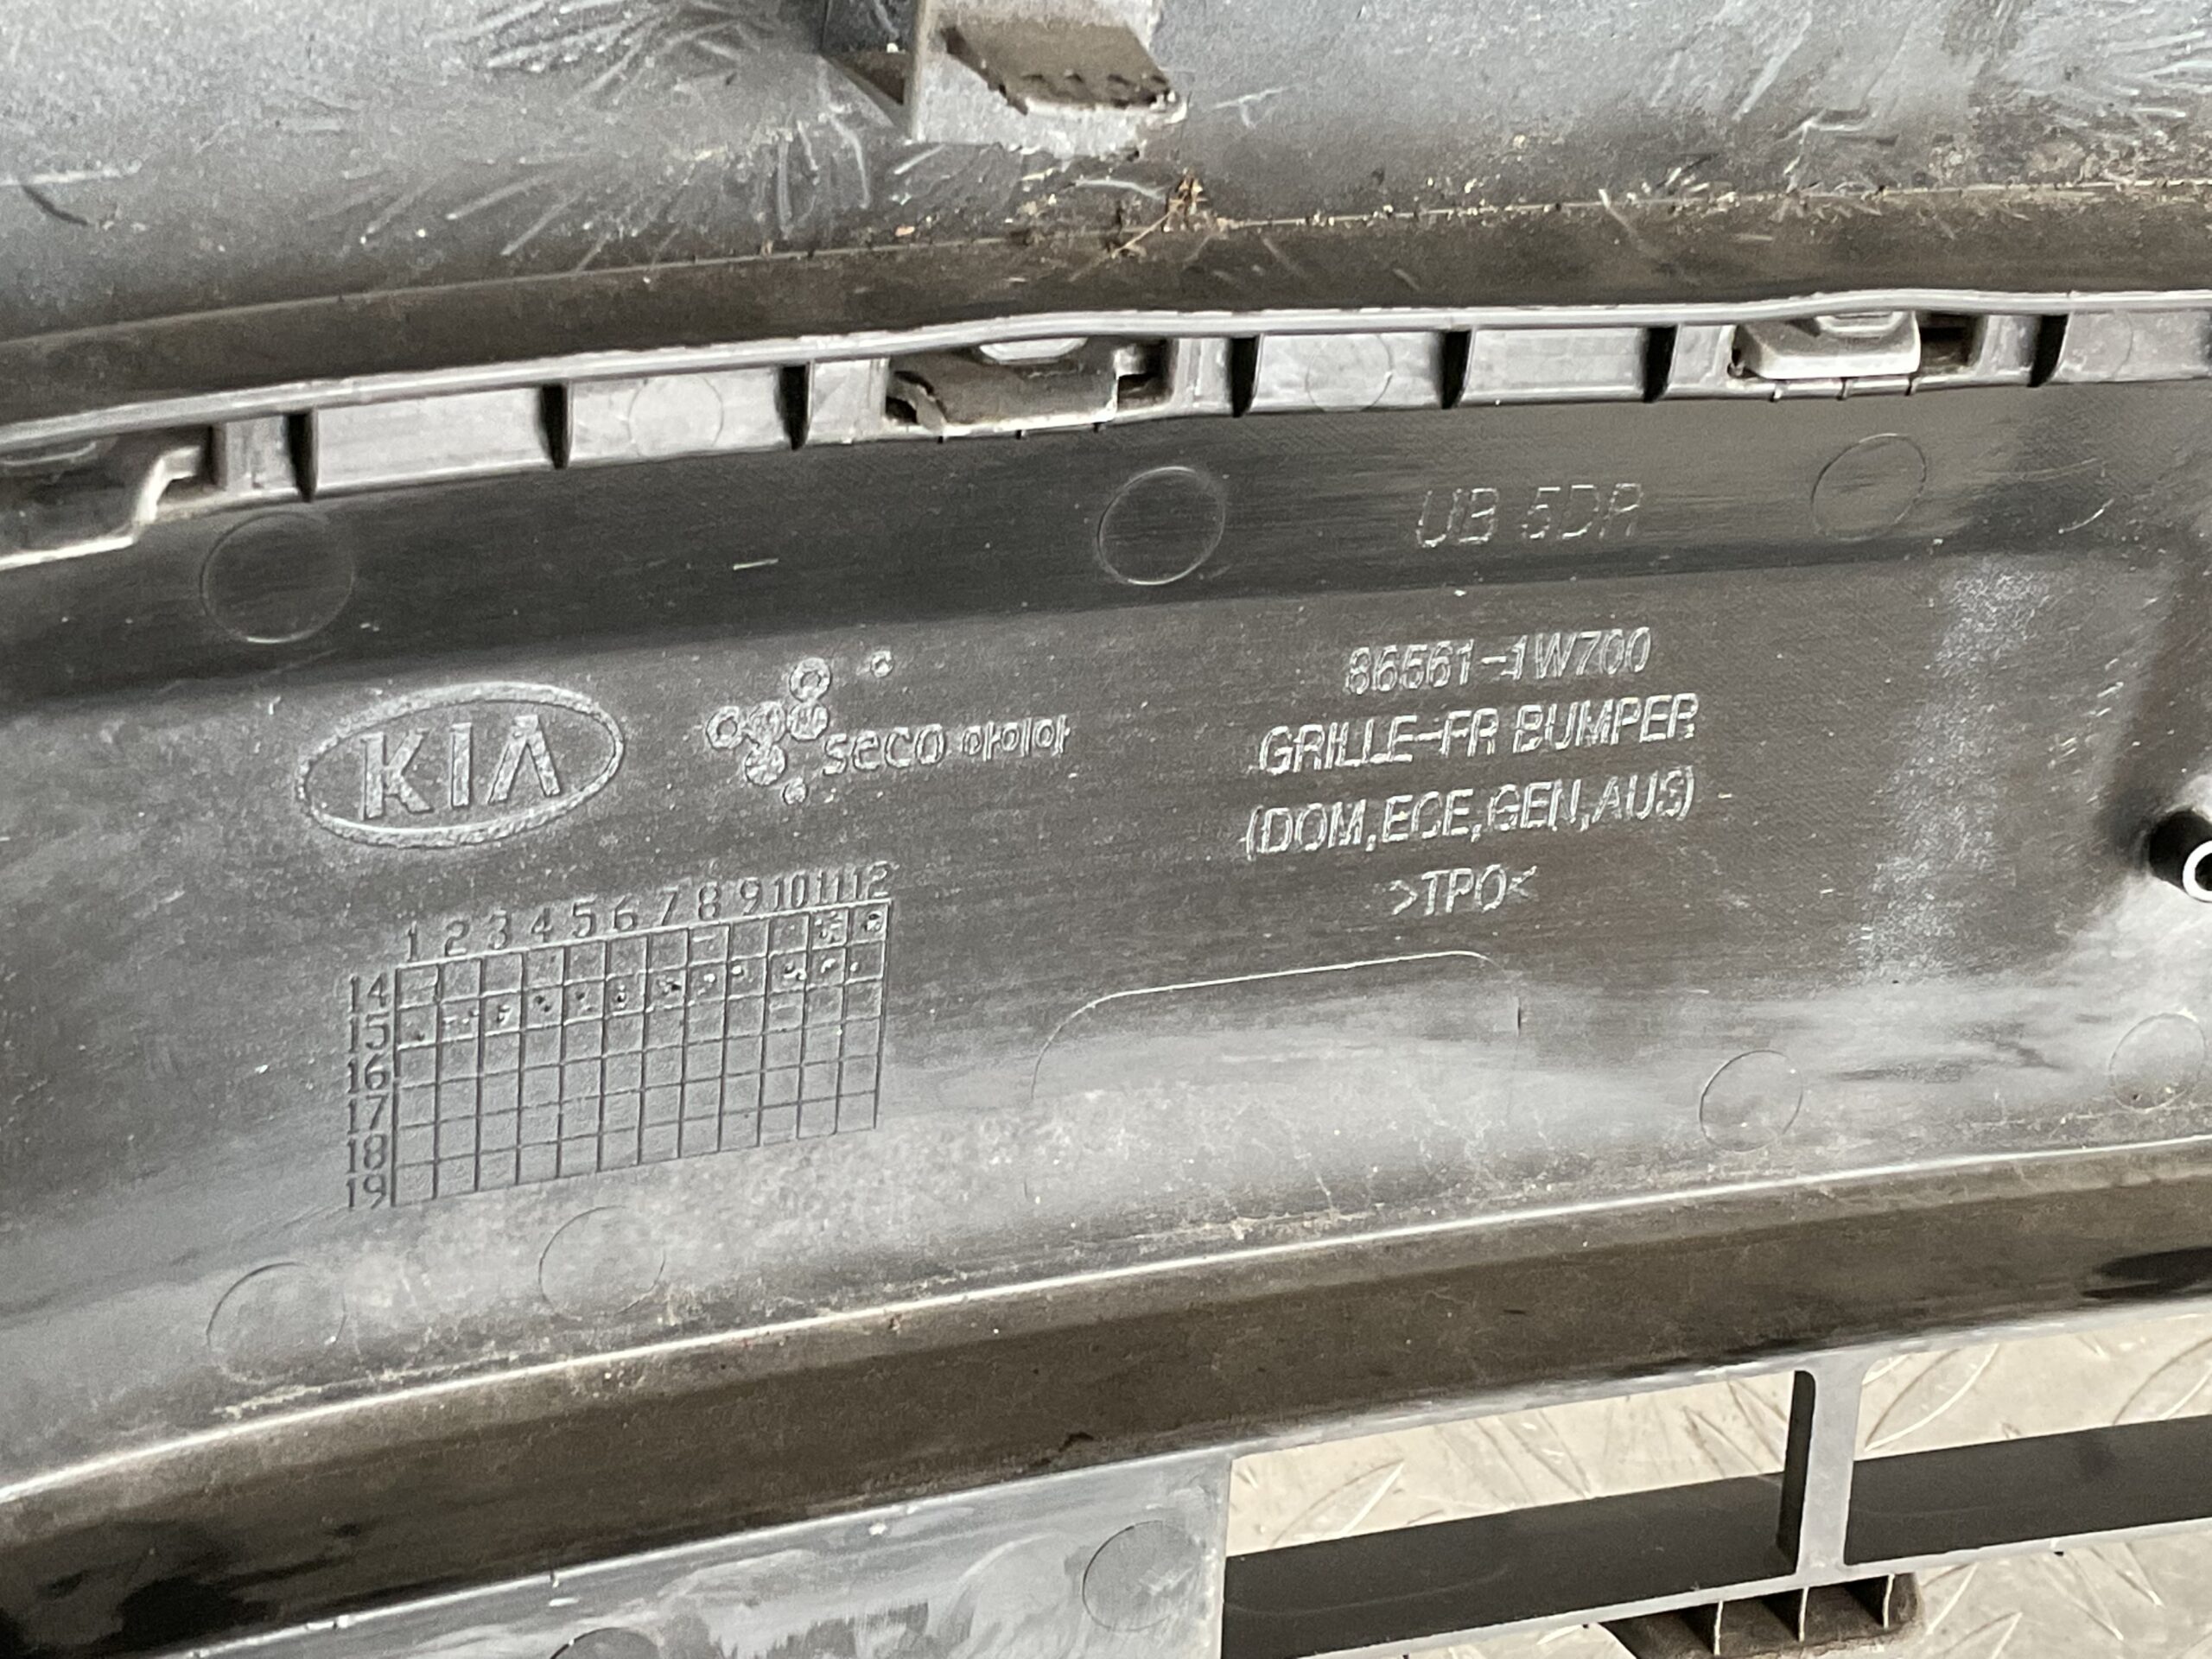 UB 5DR
KIA
seco 아이아
86561-1W700
GRILLE-FR BUMPER
(DOM,ECE,GEN,AUS)
>TPO<
1 2 3 4 5 6 7 8 9 10 11 12
14
15
16
17
18
19